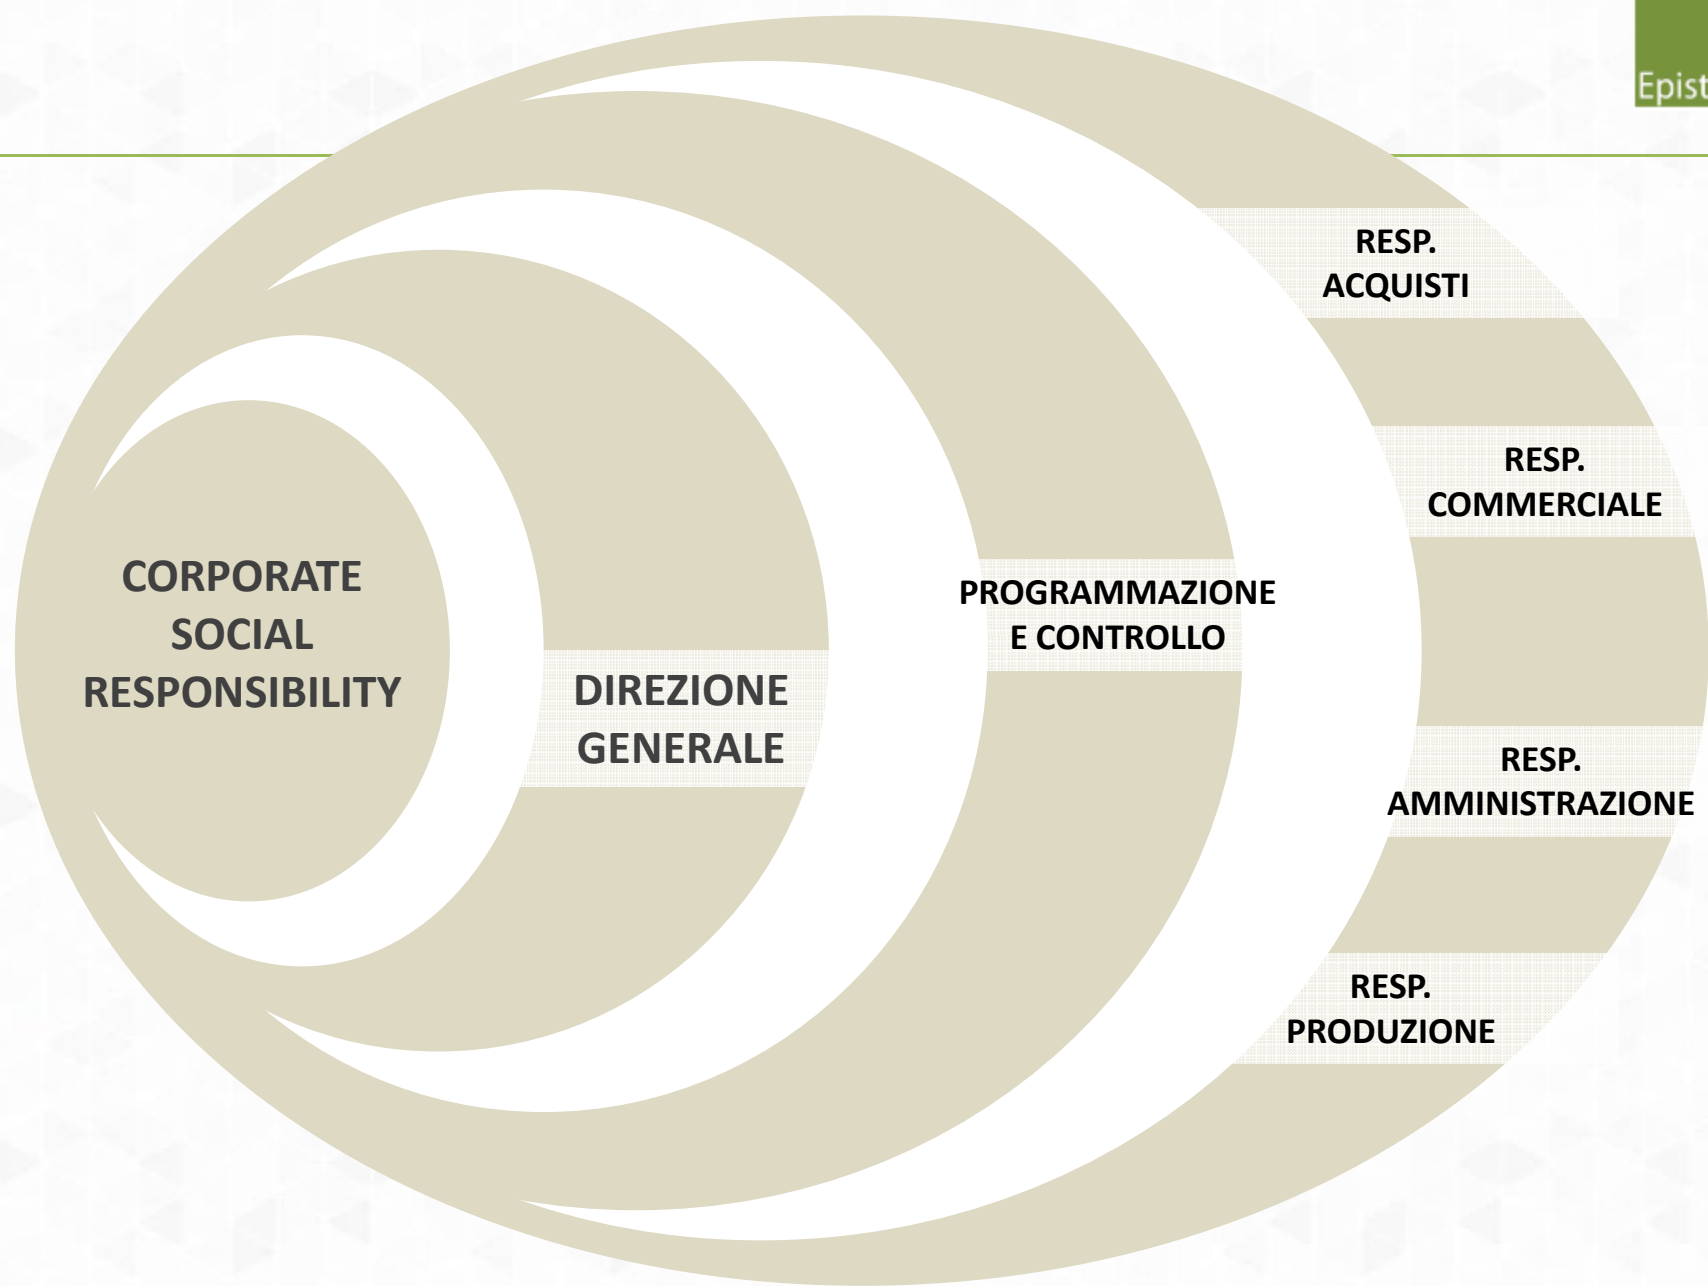 Epist
RESP.
ACQUISTI
RESP.
COMMERCIALE
CORPORATE
SOCIAL
RESPONSIBILITY
DIREZIONE
GENERALE
PROGRAMMAZIONE
E CONTROLLO
RESP.
AMMINISTRAZIONE
RESP.
PRODUZIONE